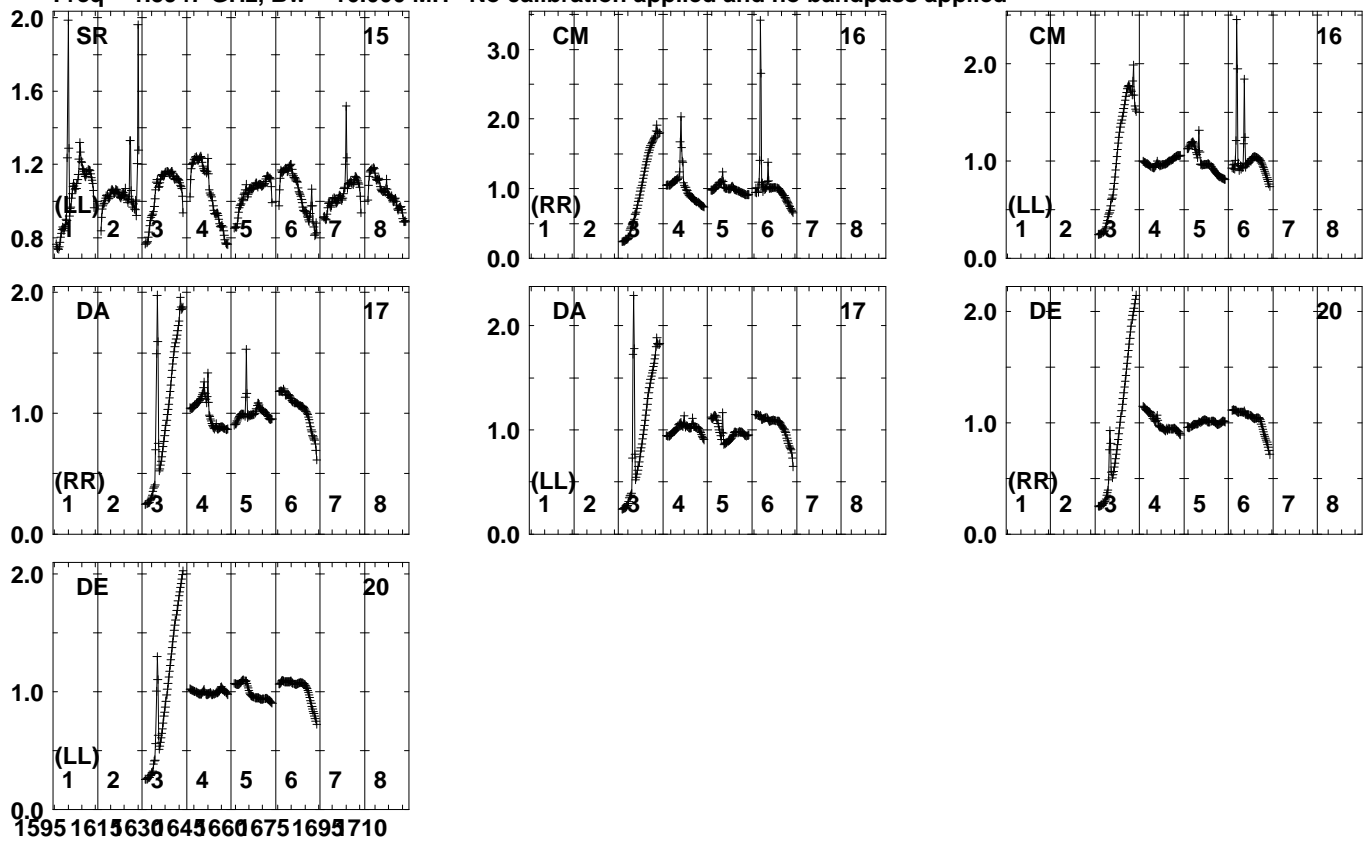 No calibration applied and no bandpass applied
2.0 SR 15 CM 16 CM 16
1.6 3.0 2.0
1.2 2.0 1.0
0.8 (LL) 1 2 3 4 5 6 7 8 1.0 (RR) 1 2 3 4 5 6 7 8 (LL) 1 2 3 4 5 6 7 8
0.0 0.0
2.0 DA 17 DA 17 DE 20
2.0 2.0
1.0 1.0 1.0
(RR) 1 2 3 4 5 6 7 8 (LL) 1 2 3 4 5 6 7 8 (RR) 1 2 3 4 5 6 7 8
0.0 0.0 0.0
2.0 DE 20
1.0
(LL) 1 2 3 4 5 6 7 8
0.0
1595 1615 1630 1645 1660 1675 1695 1710